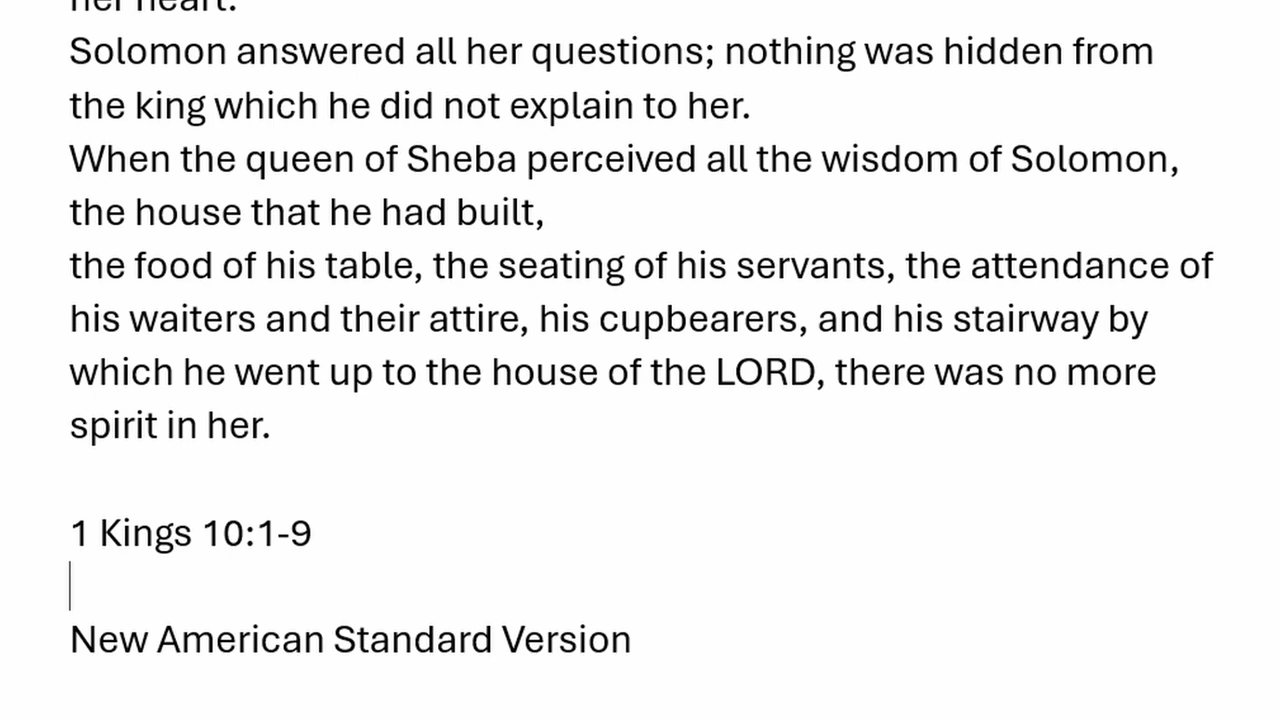 her heart.
Solomon answered all her questions; nothing was hidden from
the king which he did not explain to her.
When the queen of Sheba perceived all the wisdom of Solomon,
the house that he had built,
the food of his table, the seating of his servants, the attendance of
his waiters and their attire, his cupbearers, and his stairway by
which he went up to the house of the LORD, there was no more
spirit in her.
1 Kings 10:1-9
New American Standard Version